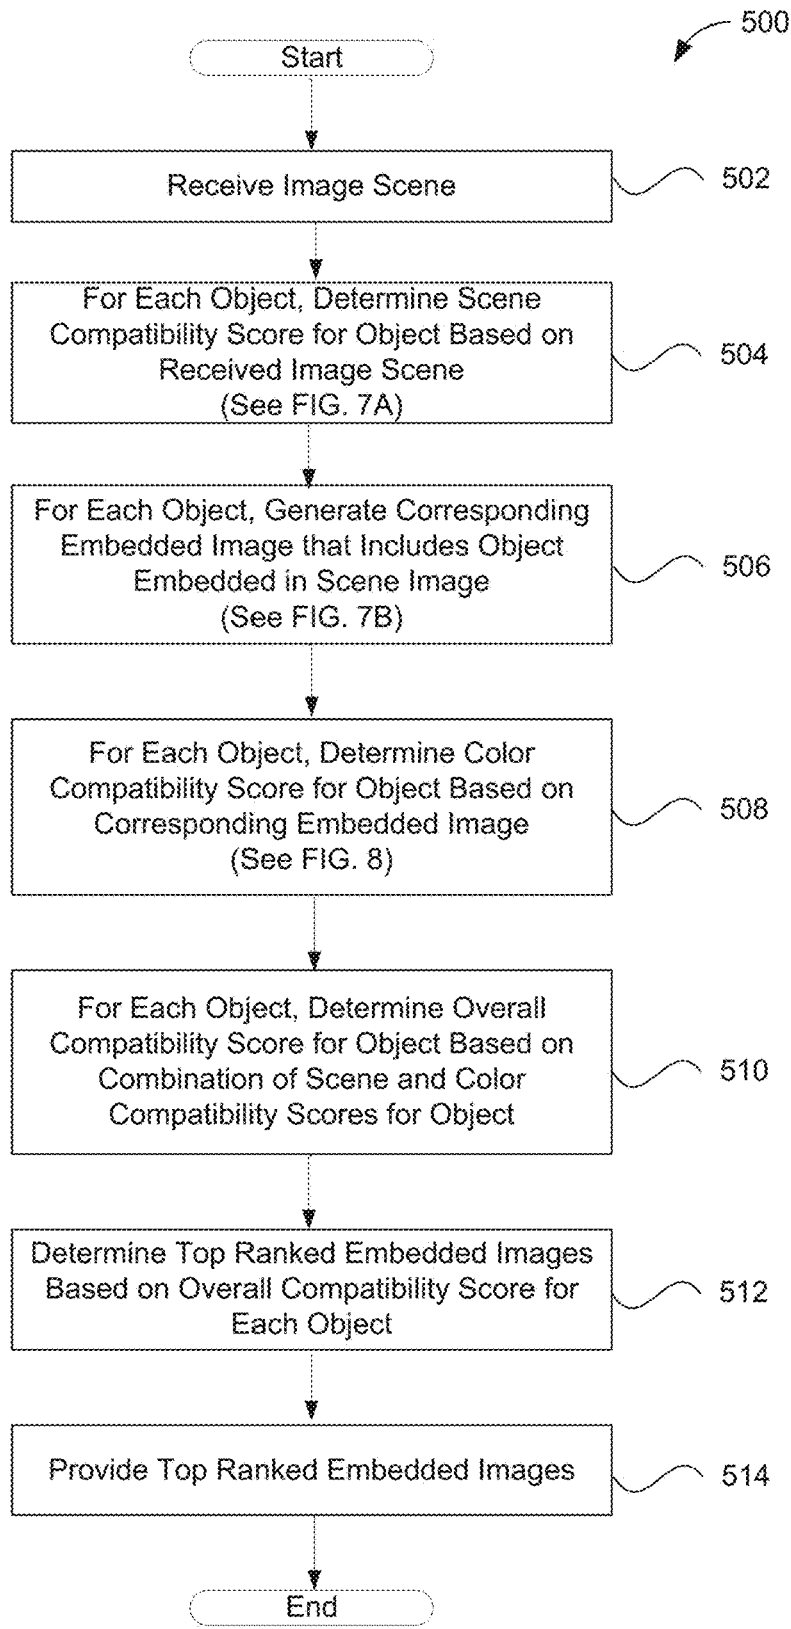 500
Start
Receive Image Scene
502
For Each Object, Determine Scene
Compatibility Score for Object Based on
Received Image Scene
(See FIG. 7A)
504
For Each Object, Generate Corresponding
Embedded Image that Includes Object
Embedded in Scene Image
(See FIG. 7B)
506
For Each Object, Determine Color
Compatibility Score for Object Based on
Corresponding Embedded Image
(See FIG. 8)
508
For Each Object, Determine Overall
Compatibility Score for Object Based on
Combination of Scene and Color
Compatibility Scores for Object
510
Determine Top Ranked Embedded Images
Based on Overall Compatibility Score for
Each Object
512
Provide Top Ranked Embedded Images
514
End